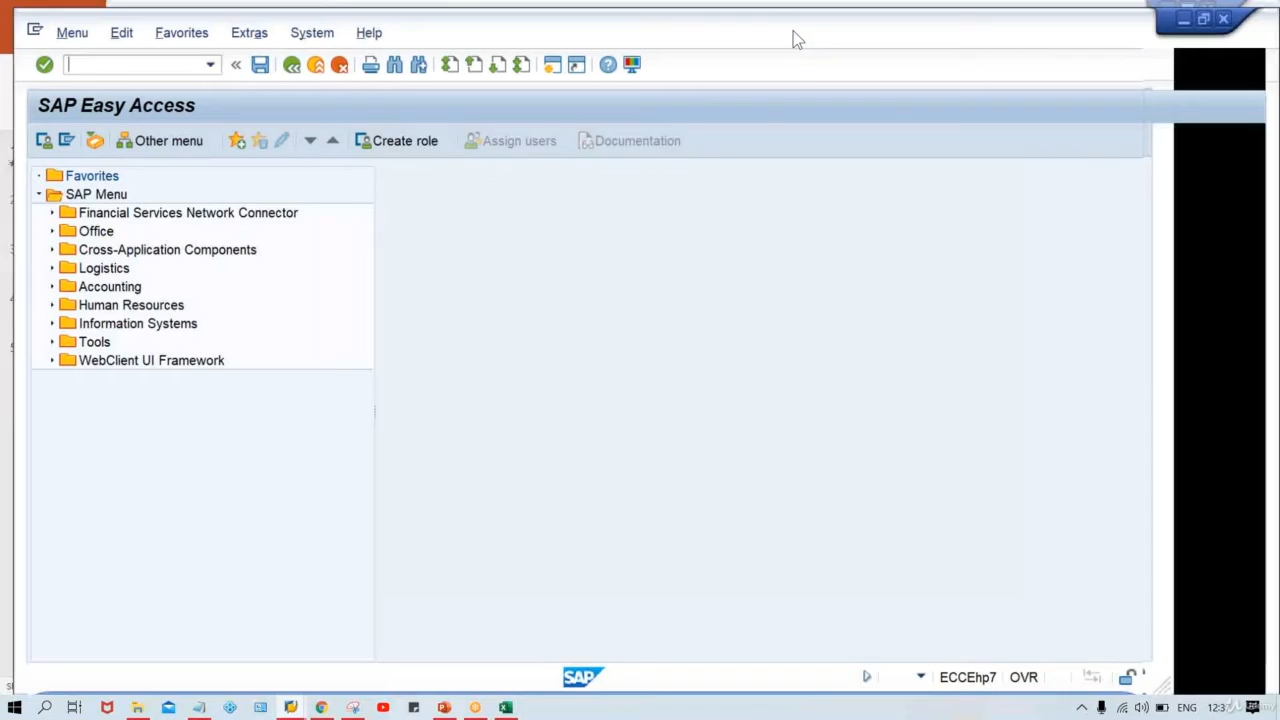 Menu Edit Favorites Extras System Help
SAP Easy Access
Other menu Create role Assign users Documentation
Favorites
SAP Menu
Financial Services Network Connector
Office
Cross-Application Components
Logistics
Accounting
Human Resources
Information Systems
Tools
WebClient UI Framework
SAP ECCEhp7 OVR
ENG